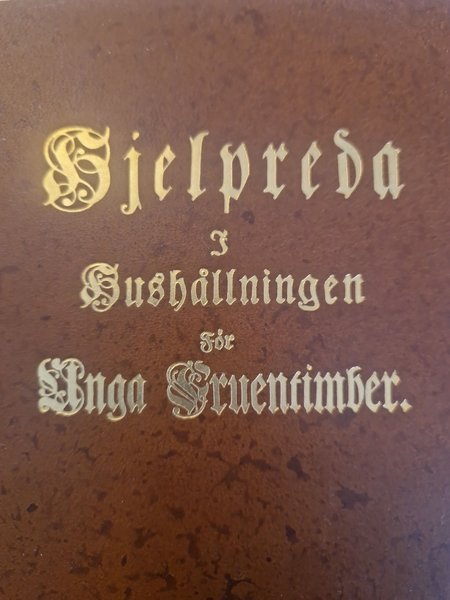 Hjelpreda
I
Hushållningen
För
Unga Fruentimber.